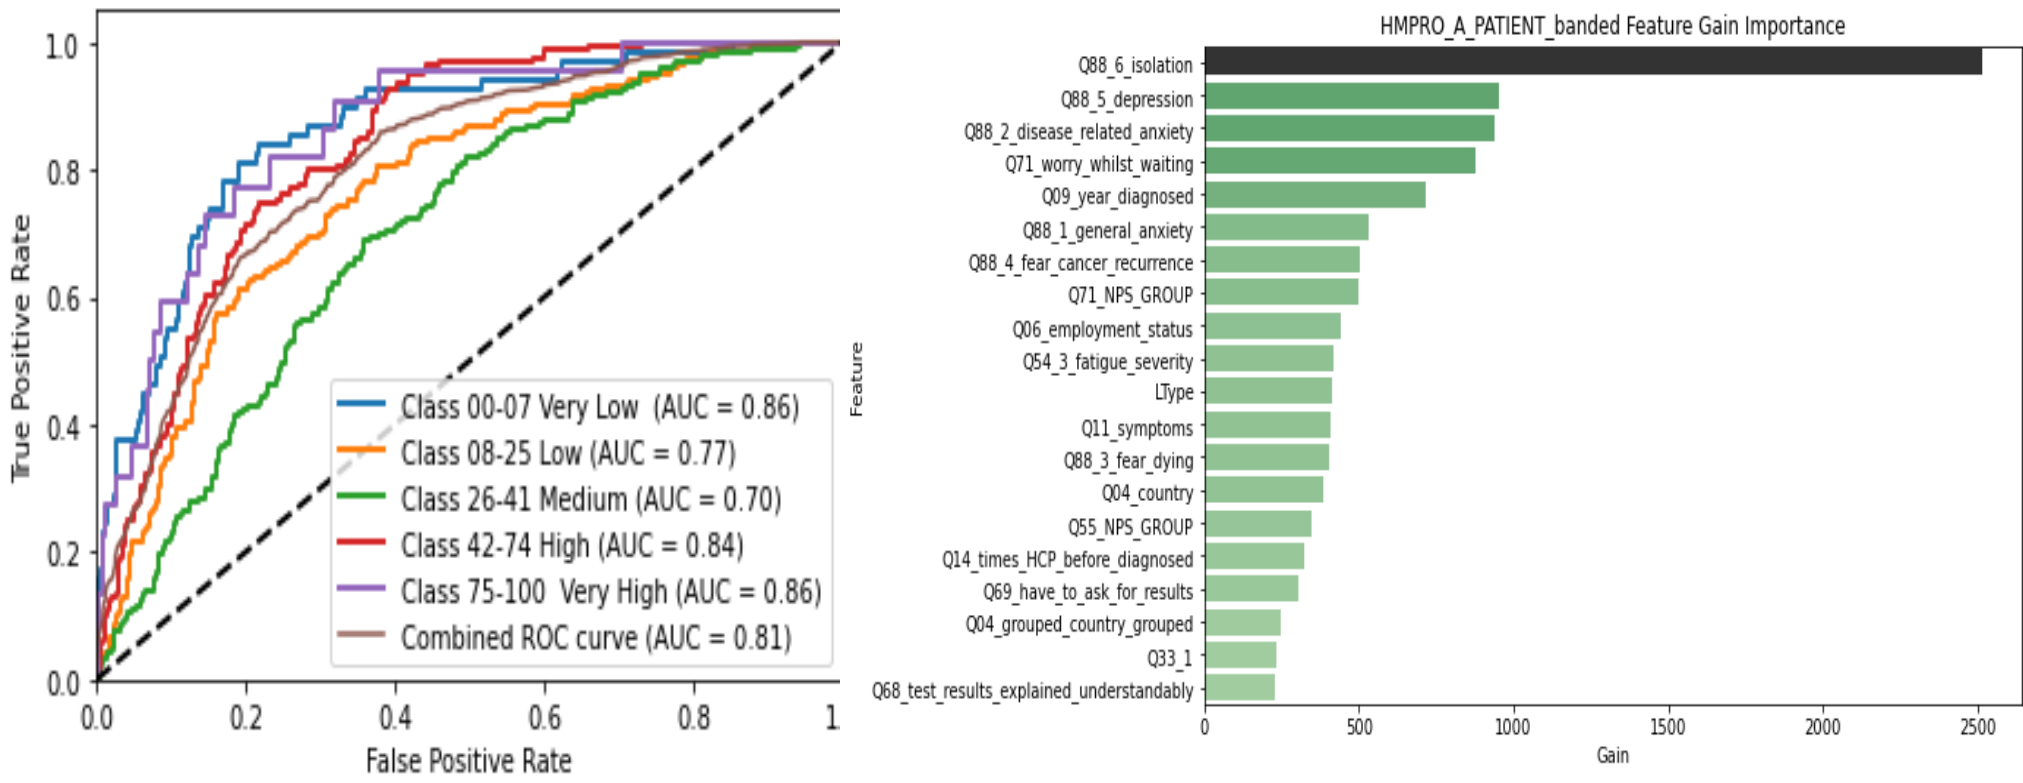 1.0
0.8
0.6
0.4
0.2
0.0
True Positive Rate
0.0 0.2 0.4 0.6 0.8 1.
False Positive Rate
Class 00-07 Very Low (AUC = 0.86)
Class 08-25 Low (AUC = 0.77)
Class 26-41 Medium (AUC = 0.70)
Class 42-74 High (AUC = 0.84)
Class 75-100 Very High (AUC = 0.86)
Combined ROC curve (AUC = 0.81)
HMPRO_A_PATIENT_banded Feature Gain Importance
Feature
Q88_6_isolation
Q88_5_depression
Q88_2_disease_related_anxiety
Q71_worry_whilst_waiting
Q09_year_diagnosed
Q88_1_general_anxiety
Q88_4_fear_cancer_recurrence
Q71_NPS_GROUP
Q06_employment_status
Q54_3_fatigue_severity
LType
Q11_symptoms
Q88_3_fear_dying
Q04_country
Q55_NPS_GROUP
Q14_times_HCP_before_diagnosed
Q69_have_to_ask_for_results
Q04_grouped_country_grouped
Q33_1
Q68_test_results_explained_understandably
0 500 1000 1500 2000 2500
Gain